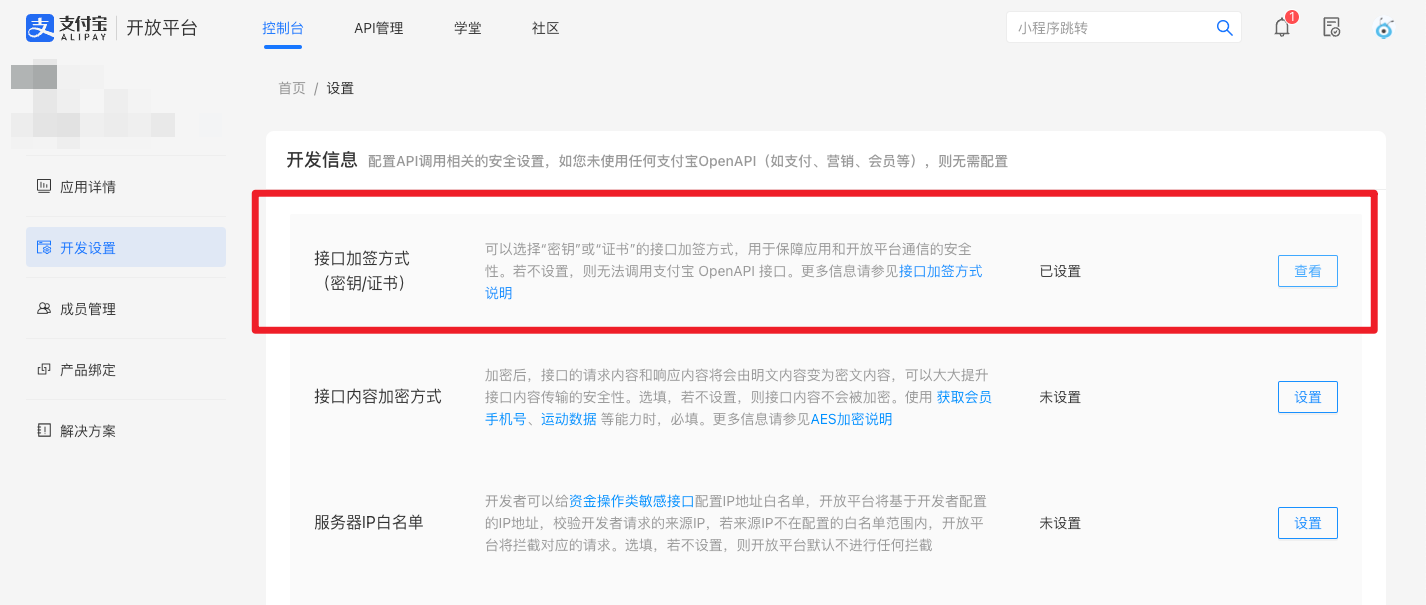 支付宝 开放平台 控制台 API管理 学堂 社区 小程序跳转 1
ALIPAY
首页 / 设置
开发信息 配置API调用相关的安全设置，如您未使用任何支付宝OpenAPI（如支付、营销、会员等），则无需配置
应用详情
开发设置
成员管理
产品绑定
解决方案
接口加签方式
（密钥/证书）
可以选择“密钥”或“证书”的接口加签方式，用于保障应用和开放平台通信的安全
性。若不设置，则无法调用支付宝 OpenAPI 接口。更多信息请参见接口加签方式
说明
已设置
查看
接口内容加密方式
加密后，接口的请求内容和响应内容将会由明文内容变为密文内容，可以大大提升
接口内容传输的安全性。选填，若不设置，则接口内容不会被加密。使用 获取会员
手机号、运动数据 等能力时，必填。更多信息请参见AES加密说明
未设置
设置
服务器IP白名单
开发者可以给资金操作类敏感接口配置IP地址白名单，开放平台将基于开发者配置
的IP地址，校验开发者请求的来源IP，若来源IP不在配置的白名单范围内，开放平
台将拦截对应的请求。选填，若不设置，则开放平台默认不进行任何拦截
未设置
设置